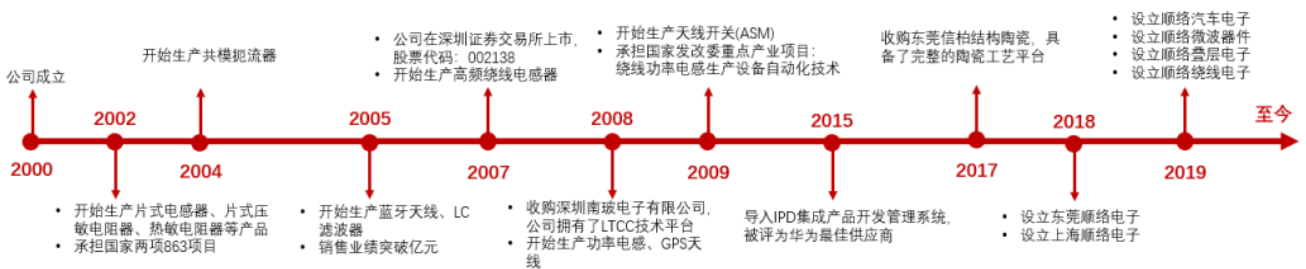 公司成立
2000
2002
• 开始生产片式电感器、片式压
敏电阻器、热敏电阻器等产品
• 承担国家两项863项目
开始生产共模扼流器
2004
2005
• 开始生产蓝牙天线、LC
滤波器
• 销售业绩突破亿元
• 公司在深圳证券交易所上市，
股票代码：002138
• 开始生产高频绕线电感器
2007
2008
• 收购深圳南玻电子有限公司，
公司拥有了LTCC技术平台
• 开始生产功率电感、GPS天
线
• 开始生产天线开关(ASM)
• 承担国家发改委重点产业项目：
绕线功率电感生产设备自动化技术
2009
2015
导入IPD集成产品开发管理系统，
被评为华为最佳供应商
收购东莞信柏结构陶瓷，具
备了完整的陶瓷工艺平台
2017
2018
• 设立东莞顺络电子
• 设立上海顺络电子
• 设立顺络汽车电子
• 设立顺络微波器件
• 设立顺络叠层电子
• 设立顺络绕线电子
2019
至今